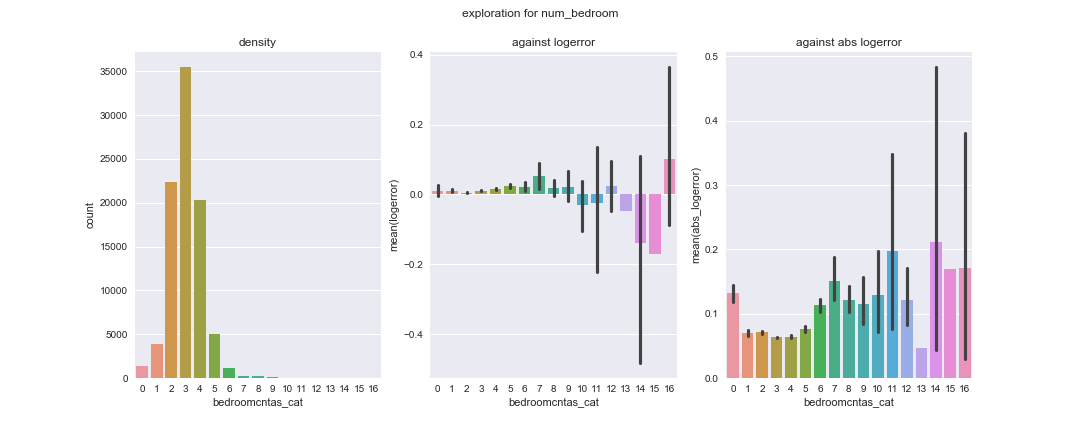 exploration for num_bedroom
density
35000
30000
25000
20000
15000
10000
5000
0
count
0 1 2 3 4 5 6 7 8 9 10 11 12 13 14 15 16
bedroomcntas_cat
against logerror
0.4
0.2
0.0
−0.2
−0.4
mean(logerror)
0 1 2 3 4 5 6 7 8 9 10 11 12 13 14 15 16
bedroomcntas_cat
against abs logerror
0.5
0.4
0.3
0.2
0.1
0.0
mean(abs_logerror)
0 1 2 3 4 5 6 7 8 9 10 11 12 13 14 15 16
bedroomcntas_cat